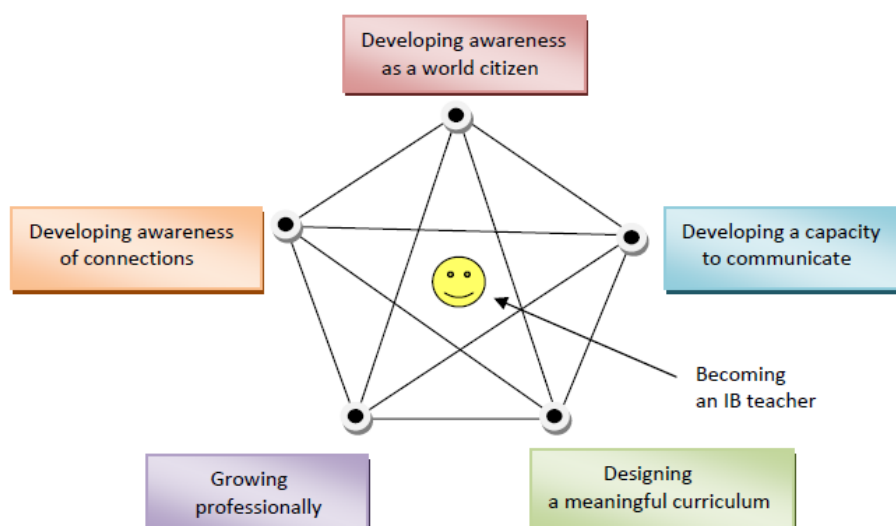 Developing awareness
as a world citizen
Developing awareness
of connections
Developing a capacity
to communicate
Becoming
an IB teacher
Growing
professionally
Designing
a meaningful curriculum